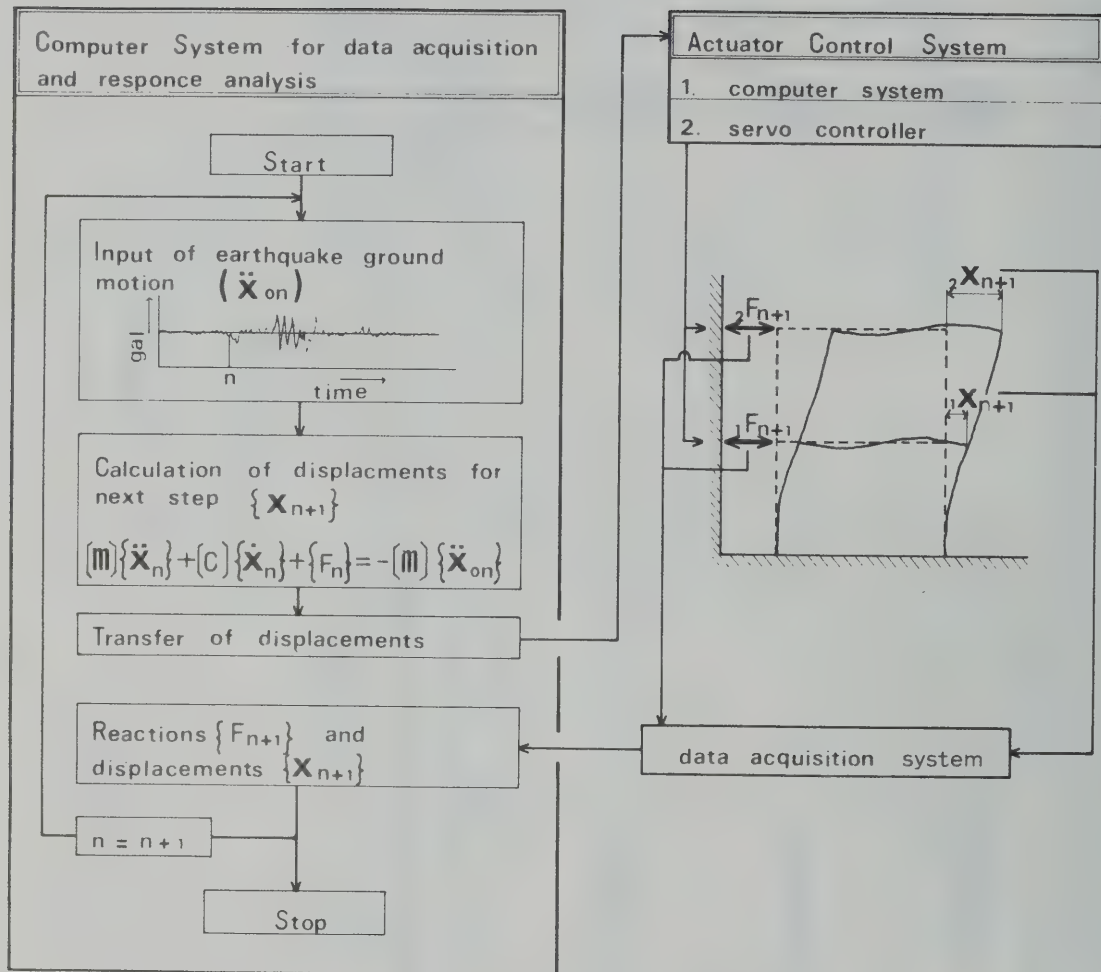 Computer System for data acquisition
and responce analysis
Start
Input of earthquake ground
motion (ẍon)
gal
n
time
Calculation of displacments for
next step {xn+1}
[m]{ẍn}+[C]{ẋn}+{Fn}=-[m]{ẍon}
Transfer of displacements
Reactions {Fn+1} and
displacements {xn+1}
n = n+1
Stop
Actuator Control System
1. computer system
2. servo controller
2Xn+1
2Fn+1
1Xn+1
1Fn+1
data acquisition system